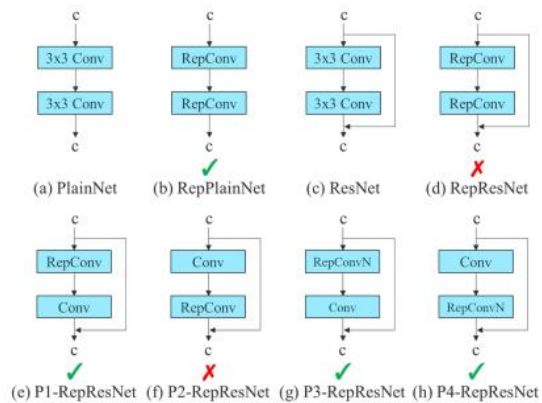 c c c c
3x3 Conv RepConv 3x3 Conv RepConv
3x3 Conv RepConv 3x3 Conv RepConv
c c c c
(a) PlainNet (b) RepPlainNet (c) ResNet (d) RepResNet
c c c c
RepConv Conv RepConvN Conv
Conv RepConv Conv RepConvN
c c c c
(e) P1-RepResNet (f) P2-RepResNet (g) P3-RepResNet (h) P4-RepResNet